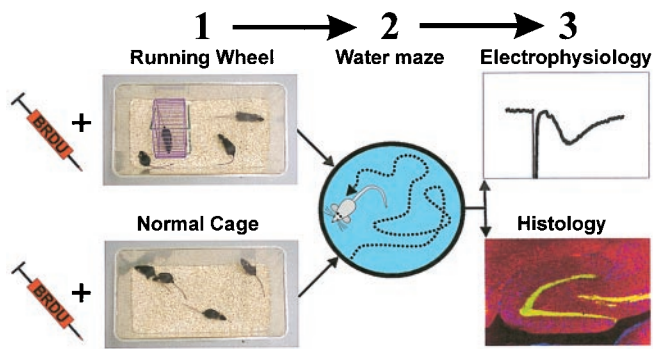 1 2 3
Running Wheel Water maze Electrophysiology
BRDU +
Normal Cage Histology
BRDU +